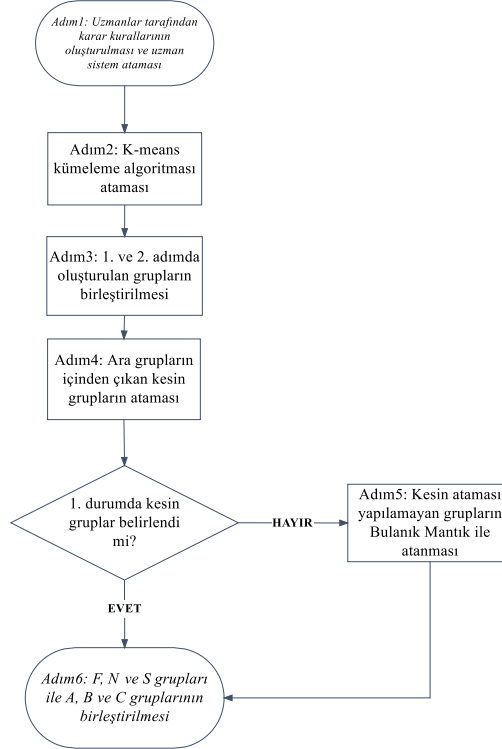 Adım1: Uzmanlar tarafından
karar kurallarının
oluşturulması ve uzman
sistem ataması
Adım2: K-means
kümeleme algoritması
ataması
Adım3: 1. ve 2. adımda
oluşturulan grupların
birleştirilmesi
Adım4: Ara grupların
içinden çıkan kesin
grupların ataması
1. durumda kesin
gruplar belirlendi
mi?
HAYIR
Adım5: Kesin ataması
yapılamayan grupların
Bulanık Mantık ile
atanması
EVET
Adım6: F, N ve S grupları
ile A, B ve C gruplarının
birleştirilmesi